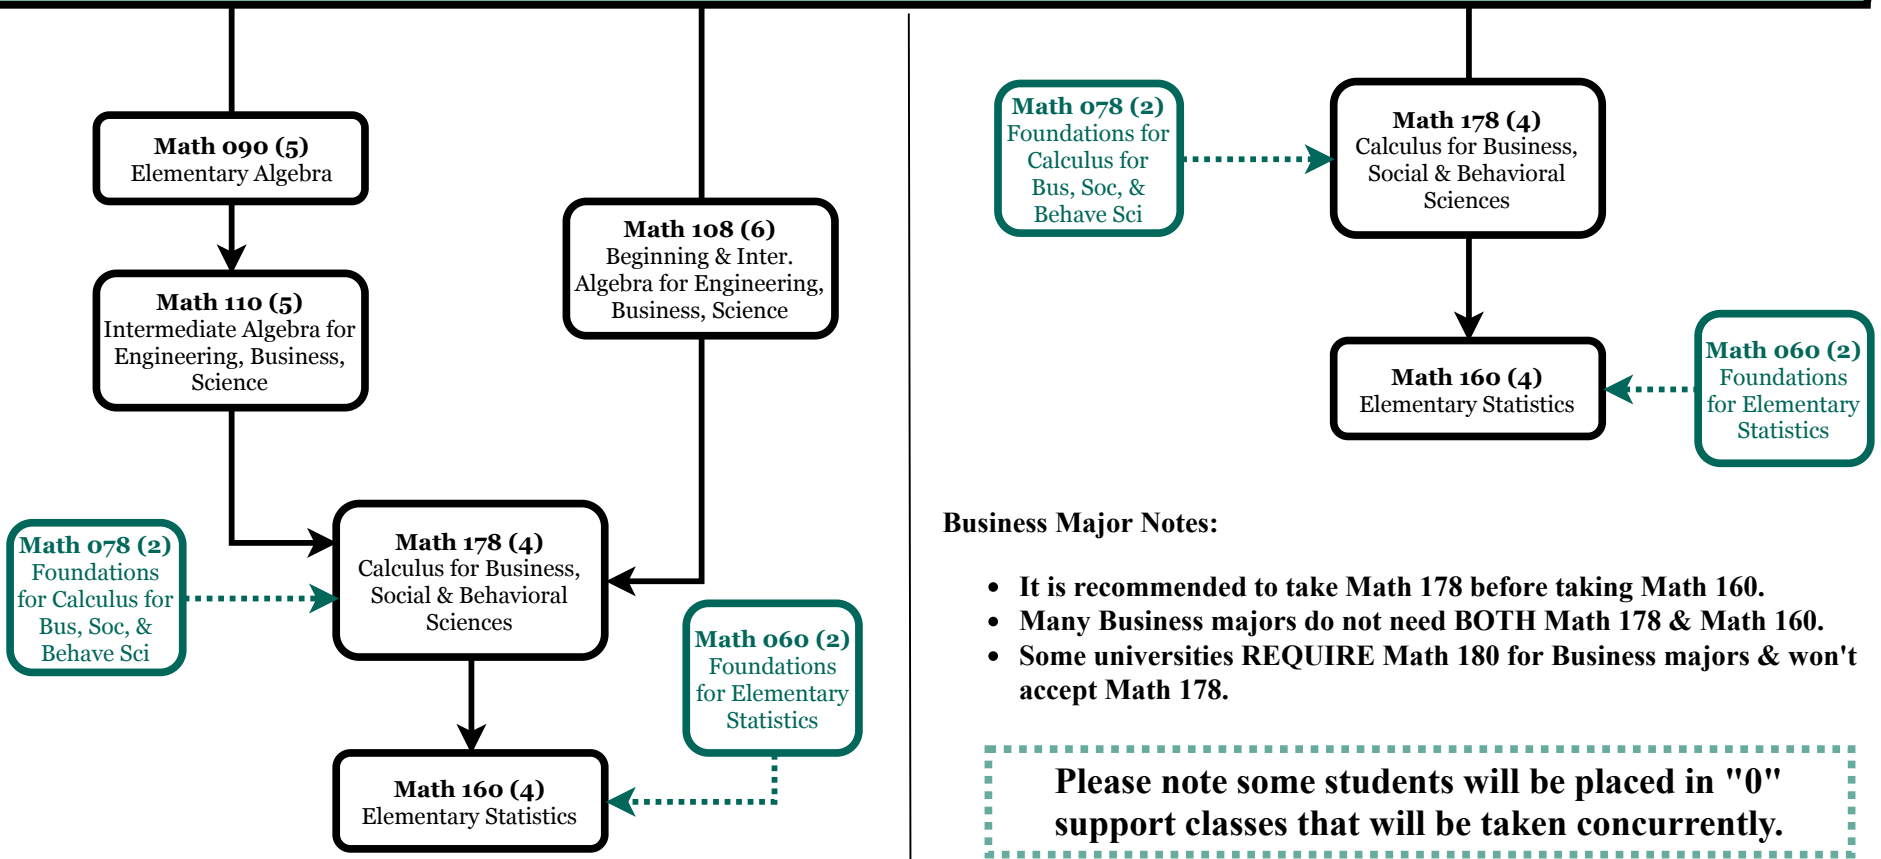 Math 090 (5)
Elementary Algebra
Math 110 (5)
Intermediate Algebra for
Engineering, Business,
Science
Math 108 (6)
Beginning & Inter.
Algebra for Engineering,
Business, Science
Math 078 (2)
Foundations
for Calculus for
Bus, Soc, &
Behave Sci
Math 178 (4)
Calculus for Business,
Social & Behavioral
Sciences
Math 060 (2)
Foundations
for Elementary
Statistics
Math 160 (4)
Elementary Statistics
Math 078 (2)
Foundations for
Calculus for
Bus, Soc, &
Behave Sci
Math 178 (4)
Calculus for Business,
Social & Behavioral
Sciences
Math 160 (4)
Elementary Statistics
Math 060 (2)
Foundations
for Elementary
Statistics
Business Major Notes:
• It is recommended to take Math 178 before taking Math 160.
• Many Business majors do not need BOTH Math 178 & Math 160.
• Some universities REQUIRE Math 180 for Business majors & won't
accept Math 178.
Please note some students will be placed in "0"
support classes that will be taken concurrently.